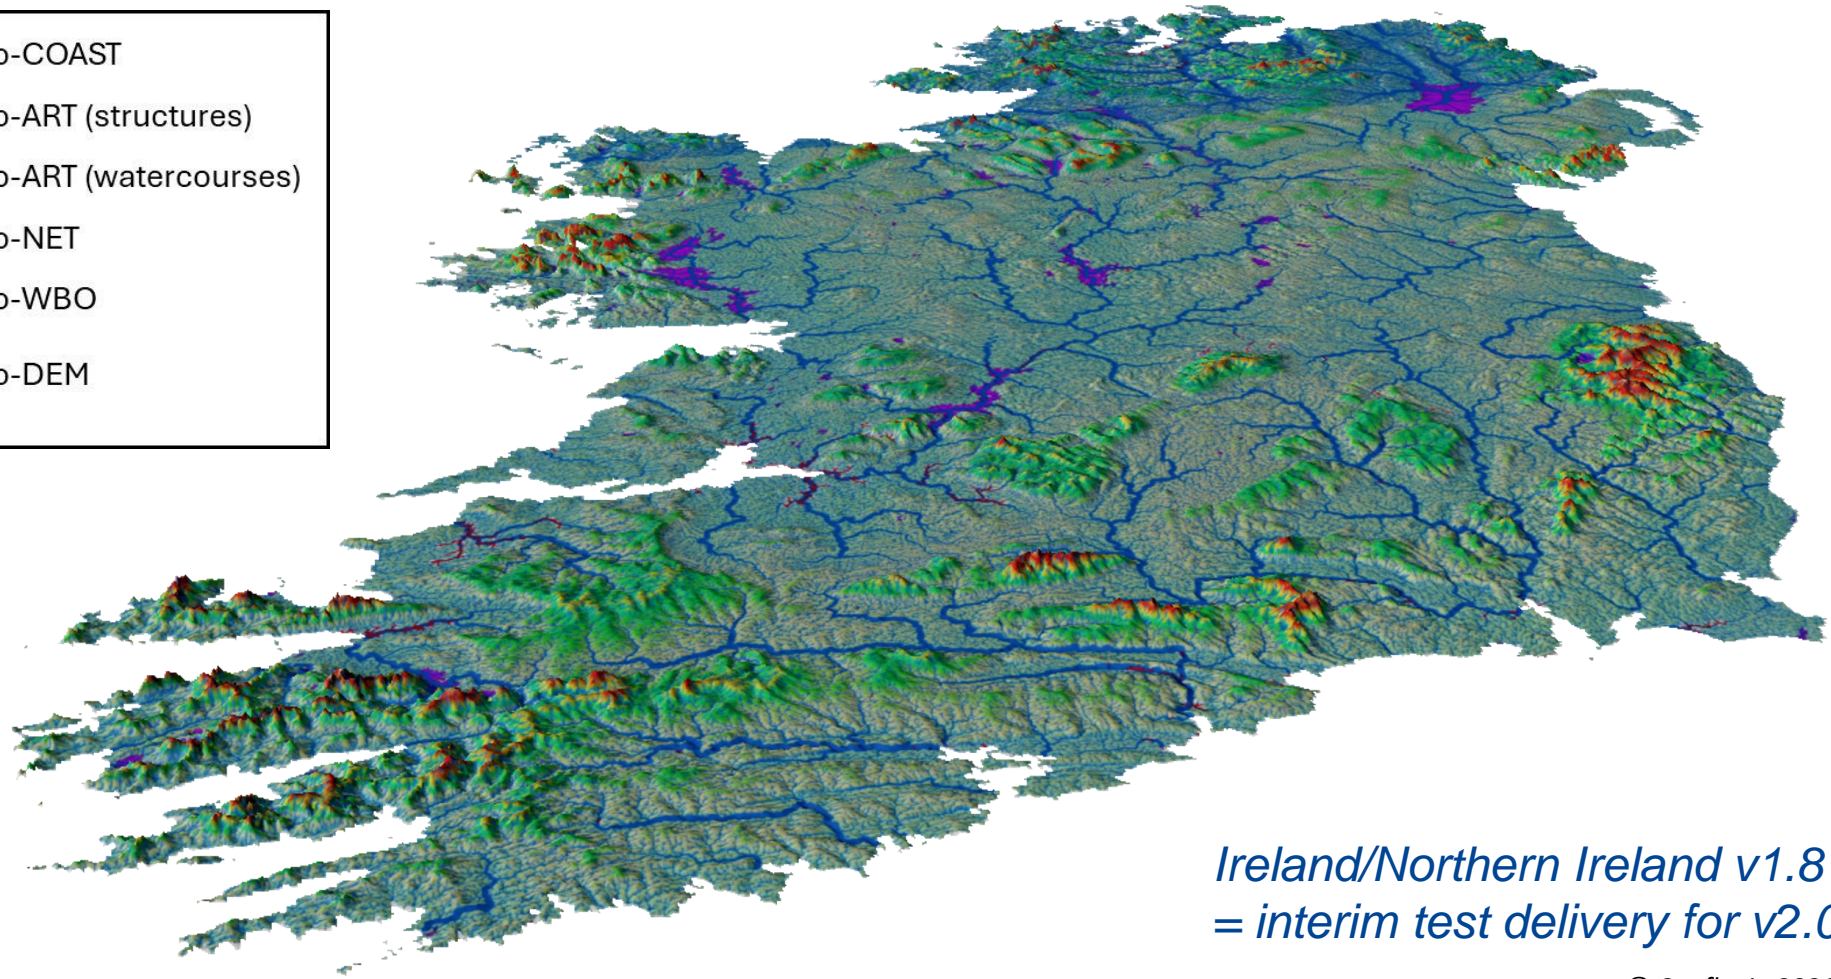 o-COAST
o-ART (structures)
o-ART (watercourses)
o-NET
o-WBO
o-DEM
Ireland/Northern Ireland v1.8
= interim test delivery for v2.0